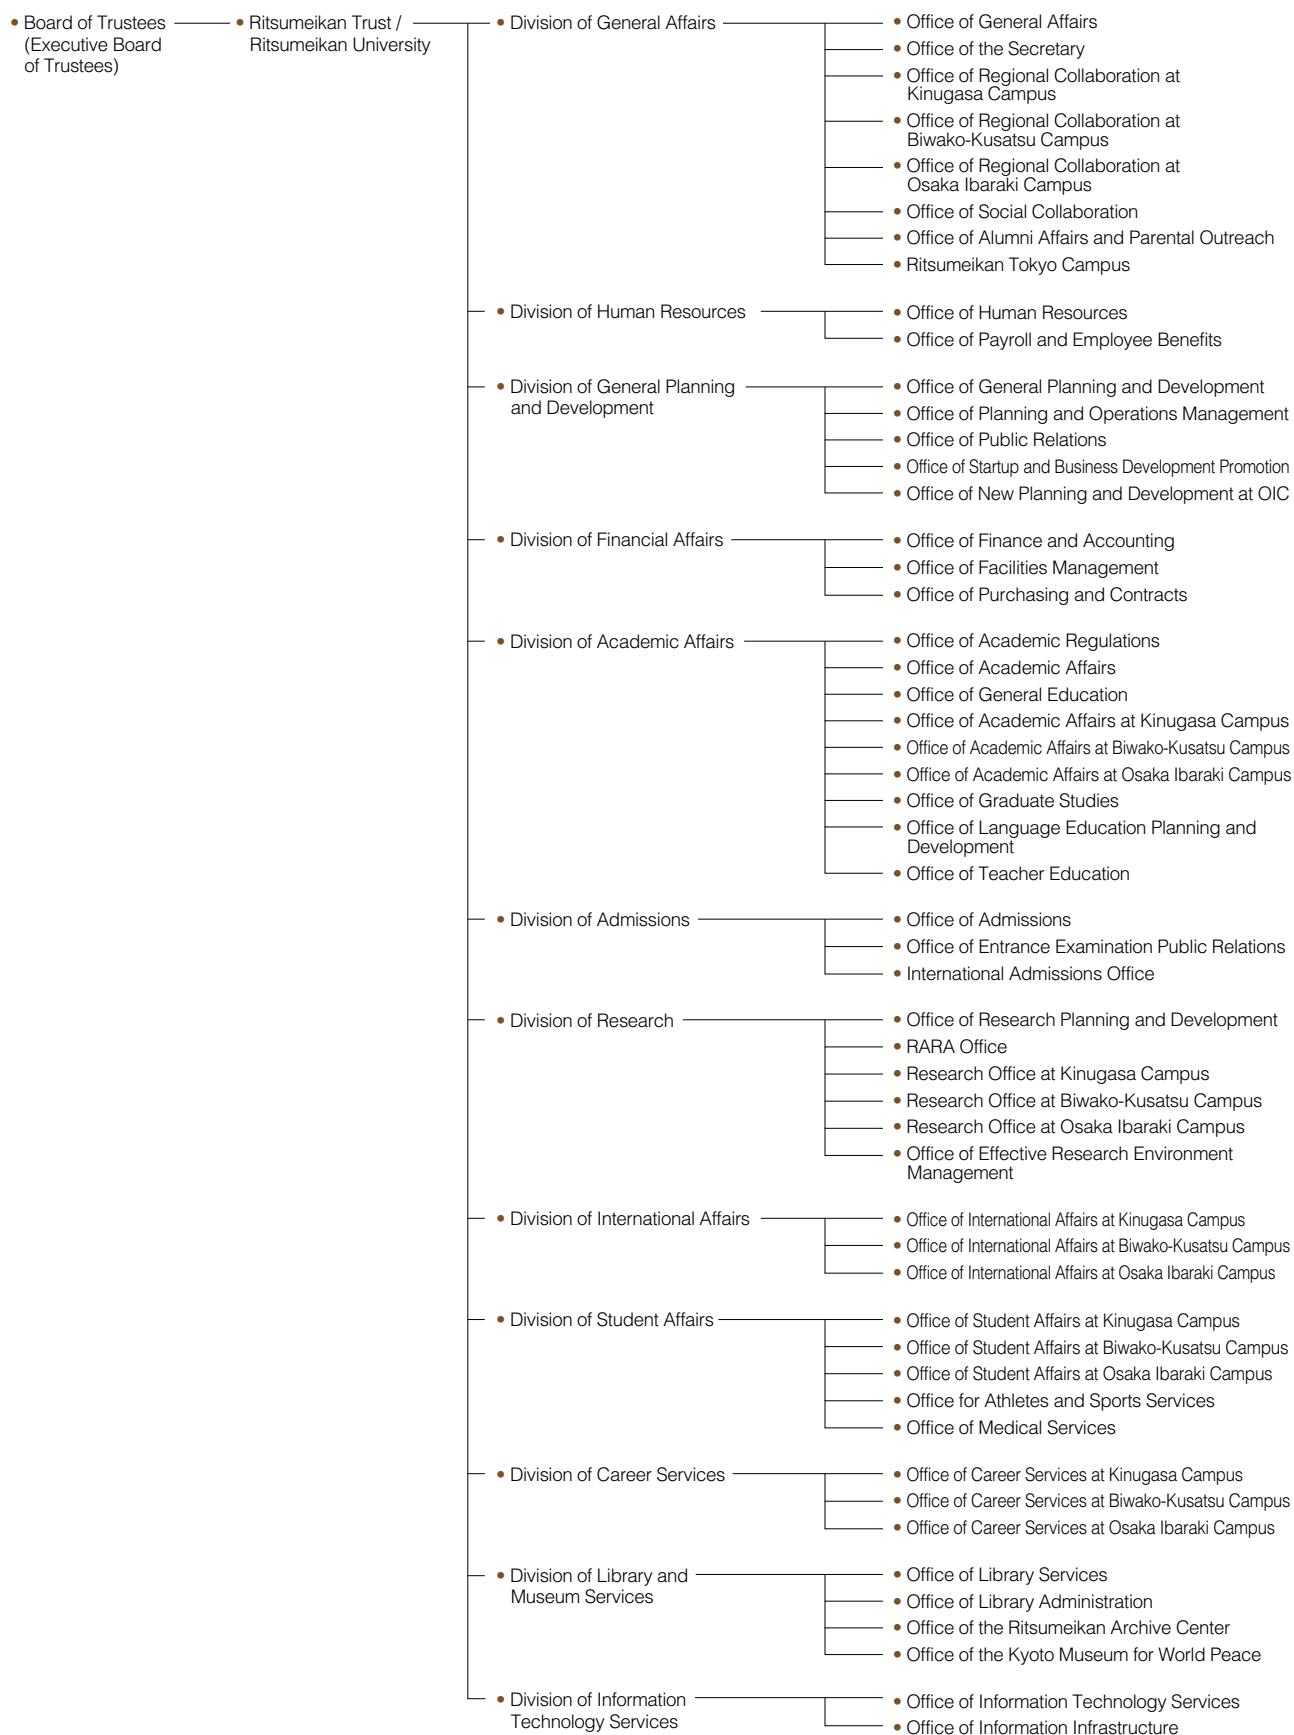 Board of Trustees
(Executive Board
of Trustees)
Ritsumeikan Trust /
Ritsumeikan University
Division of General Affairs
Office of General Affairs
Office of the Secretary
Office of Regional Collaboration at
Kinugasa Campus
Office of Regional Collaboration at
Biwako-Kusatsu Campus
Office of Regional Collaboration at
Osaka Ibaraki Campus
Office of Social Collaboration
Office of Alumni Affairs and Parental Outreach
Ritsumeikan Tokyo Campus
Division of Human Resources
Office of Human Resources
Office of Payroll and Employee Benefits
Division of General Planning
and Development
Office of General Planning and Development
Office of Planning and Operations Management
Office of Public Relations
Office of Startup and Business Development Promotion
Office of New Planning and Development at OIC
Division of Financial Affairs
Office of Finance and Accounting
Office of Facilities Management
Office of Purchasing and Contracts
Division of Academic Affairs
Office of Academic Regulations
Office of Academic Affairs
Office of General Education
Office of Academic Affairs at Kinugasa Campus
Office of Academic Affairs at Biwako-Kusatsu Campus
Office of Academic Affairs at Osaka Ibaraki Campus
Office of Graduate Studies
Office of Language Education Planning and
Development
Office of Teacher Education
Division of Admissions
Office of Admissions
Office of Entrance Examination Public Relations
International Admissions Office
Division of Research
Office of Research Planning and Development
RARA Office
Research Office at Kinugasa Campus
Research Office at Biwako-Kusatsu Campus
Research Office at Osaka Ibaraki Campus
Office of Effective Research Environment
Management
Division of International Affairs
Office of International Affairs at Kinugasa Campus
Office of International Affairs at Biwako-Kusatsu Campus
Office of International Affairs at Osaka Ibaraki Campus
Division of Student Affairs
Office of Student Affairs at Kinugasa Campus
Office of Student Affairs at Biwako-Kusatsu Campus
Office of Student Affairs at Osaka Ibaraki Campus
Office for Athletes and Sports Services
Office of Medical Services
Division of Career Services
Office of Career Services at Kinugasa Campus
Office of Career Services at Biwako-Kusatsu Campus
Office of Career Services at Osaka Ibaraki Campus
Division of Library and
Museum Services
Office of Library Services
Office of Library Administration
Office of the Ritsumeikan Archive Center
Office of the Kyoto Museum for World Peace
Division of Information
Technology Services
Office of Information Technology Services
Office of Information Infrastructure